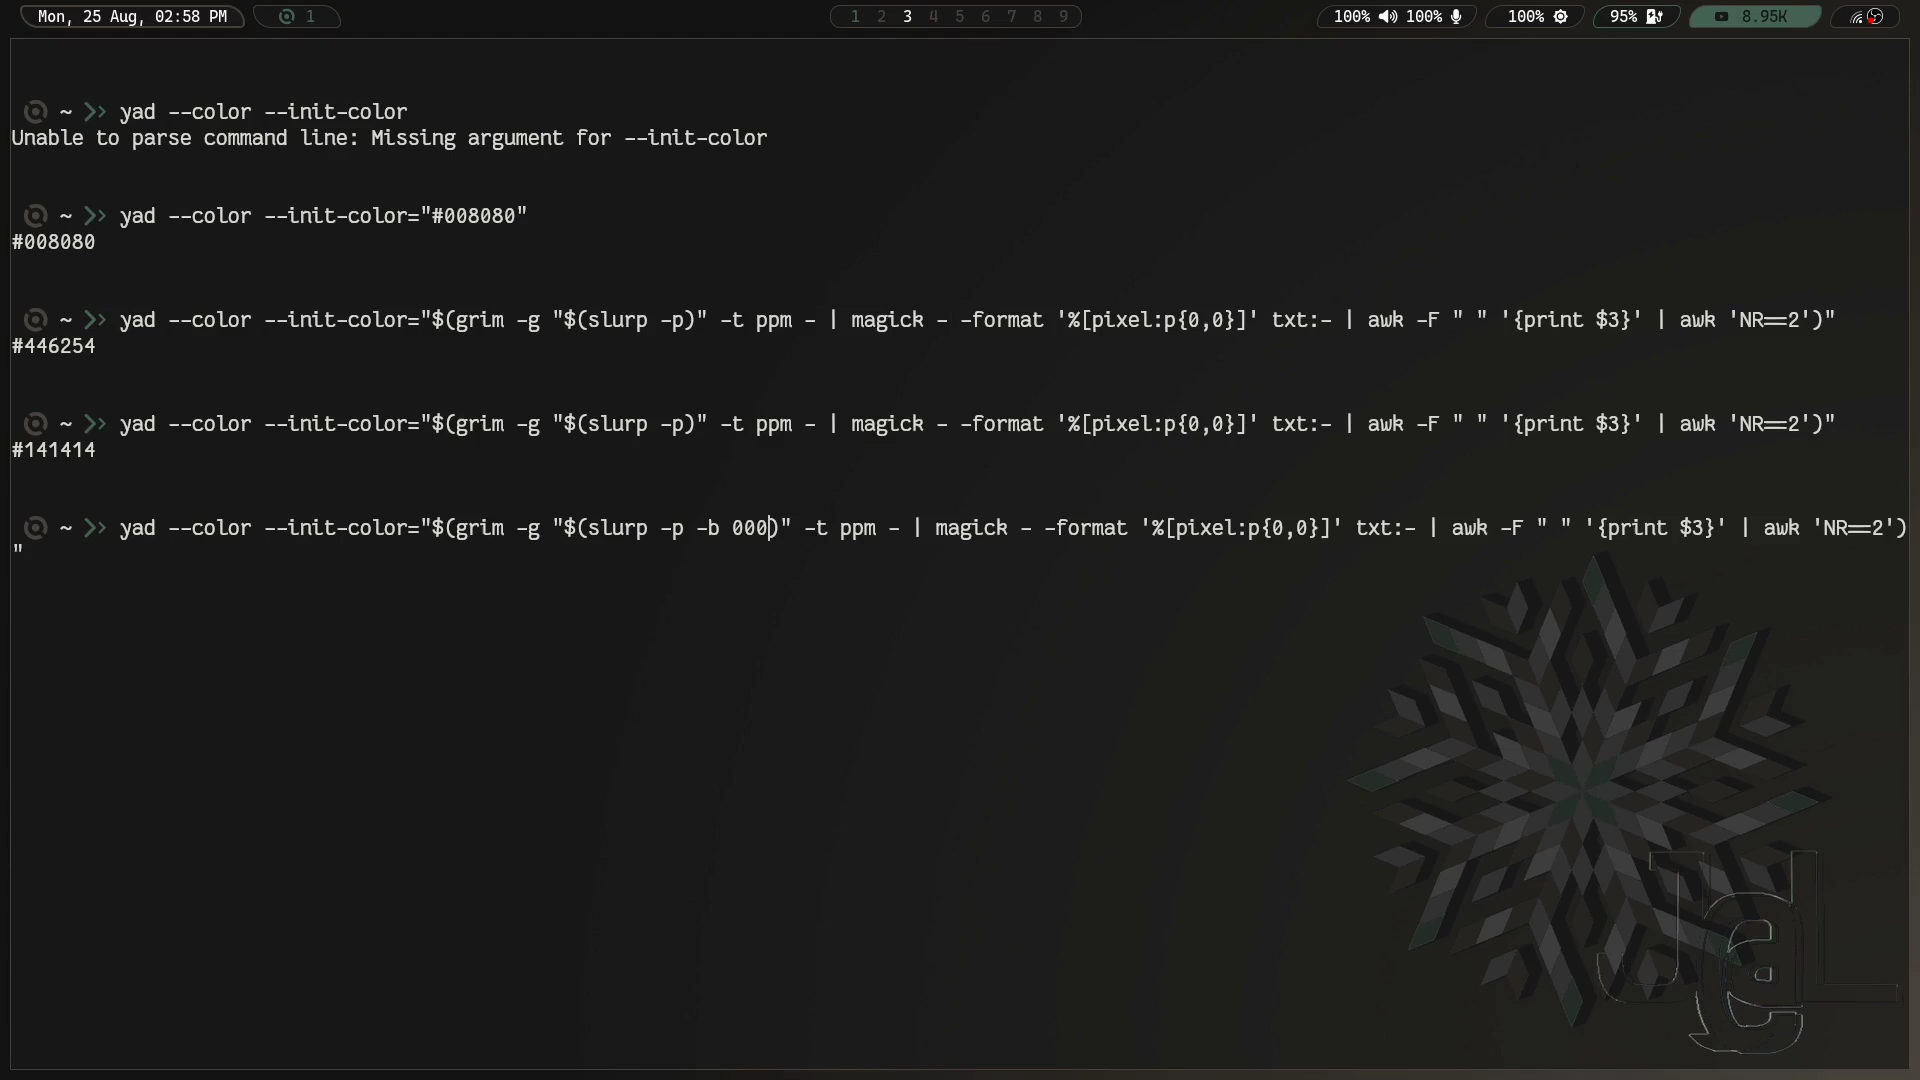 Mon, 25 Aug, 02:58 PM 1 1 2 3 4 5 6 7 8 9 100% 100% 100% 95% 8.95K
~ >> yad --color --init-color
Unable to parse command line: Missing argument for --init-color
~ >> yad --color --init-color="#008080"
#008080
~ >> yad --color --init-color="$(grim -g "$(slurp -p)" -t ppm - | magick - -format '%[pixel:p{0,0}]' txt:- | awk -F " " '{print $3}' | awk 'NR==2')"
#446254
~ >> yad --color --init-color="$(grim -g "$(slurp -p)" -t ppm - | magick - -format '%[pixel:p{0,0}]' txt:- | awk -F " " '{print $3}' | awk 'NR==2')"
#141414
~ >> yad --color --init-color="$(grim -g "$(slurp -p -b 000)" -t ppm - | magick - -format '%[pixel:p{0,0}]' txt:- | awk -F " " '{print $3}' | awk 'NR==2')
"